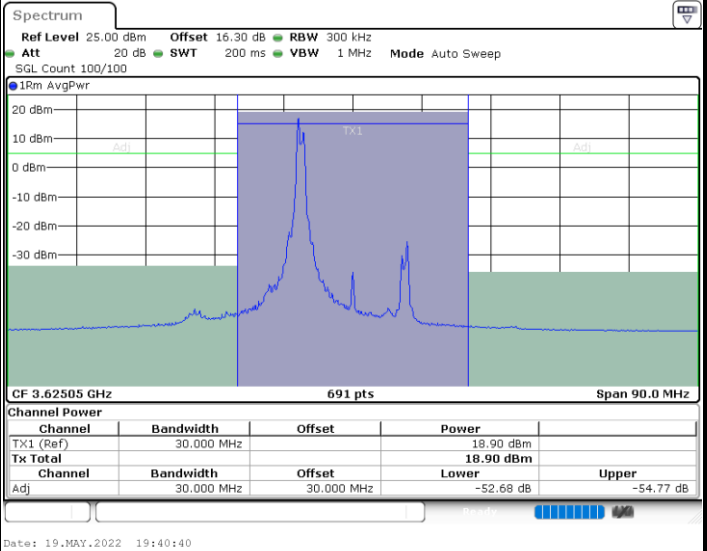 Spectrum
Ref Level 25.00 dBm Offset 16.30 dB RBW 300 kHz
Att 20 dB SWT 200 ms VBW 1 MHz Mode Auto Sweep
SGL Count 100/100
1Rm AvgPwr
20 dBm
TX1
10 dBm
Adj Adj
0 dBm
-10 dBm
-20 dBm
-30 dBm
CF 3.62505 GHz 691 pts Span 90.0 MHz
Channel Power
Channel Bandwidth Offset Power
TX1 (Ref) 30.000 MHz 18.90 dBm
Tx Total 18.90 dBm
Channel Bandwidth Offset Lower Upper
Adj 30.000 MHz 30.000 MHz -52.68 dB -54.77 dB
Ready
Date: 19.MAY.2022 19:40:40